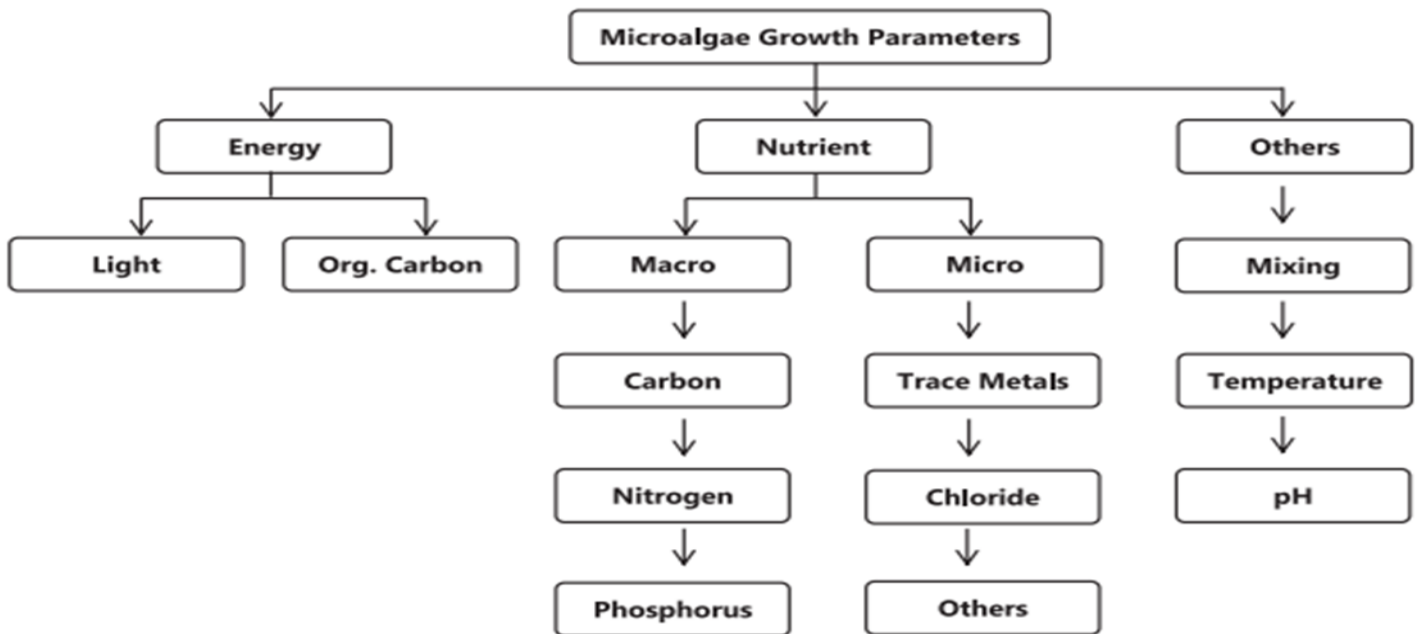 Microalgae Growth Parameters
Energy
Nutrient
Others
Light
Org. Carbon
Macro
Micro
Mixing
Carbon
Trace Metals
Temperature
Nitrogen
Chloride
pH
Phosphorus
Others